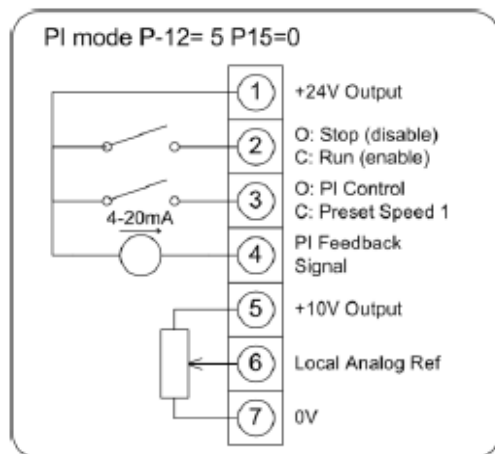 PI mode P-12= 5 P15=0
1 +24V Output
2 O: Stop (disable)
C: Run (enable)
3 O: PI Control
C: Preset Speed 1
4-20mA
4 PI Feedback
Signal
5 +10V Output
6 Local Analog Ref
7 0V